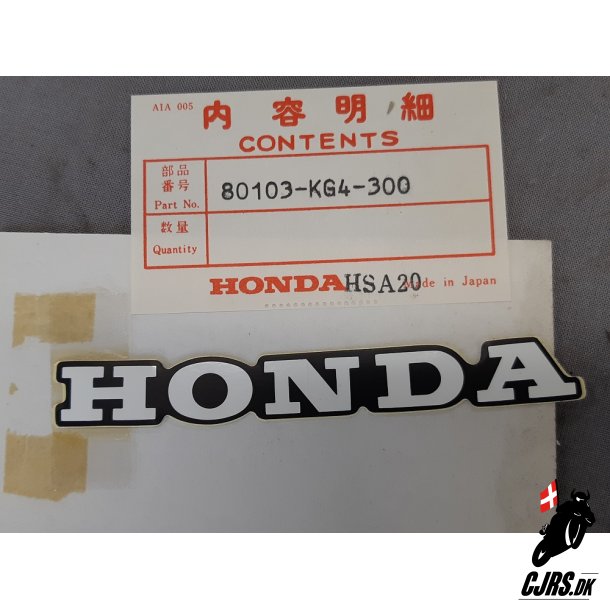 AIA 005
内容明細
CONTENTS
部品
番号
Part No.
80103-KG4-300
数量
Quantity
HONDA HSA20 Made in Japan
HONDA
CJRS.DK